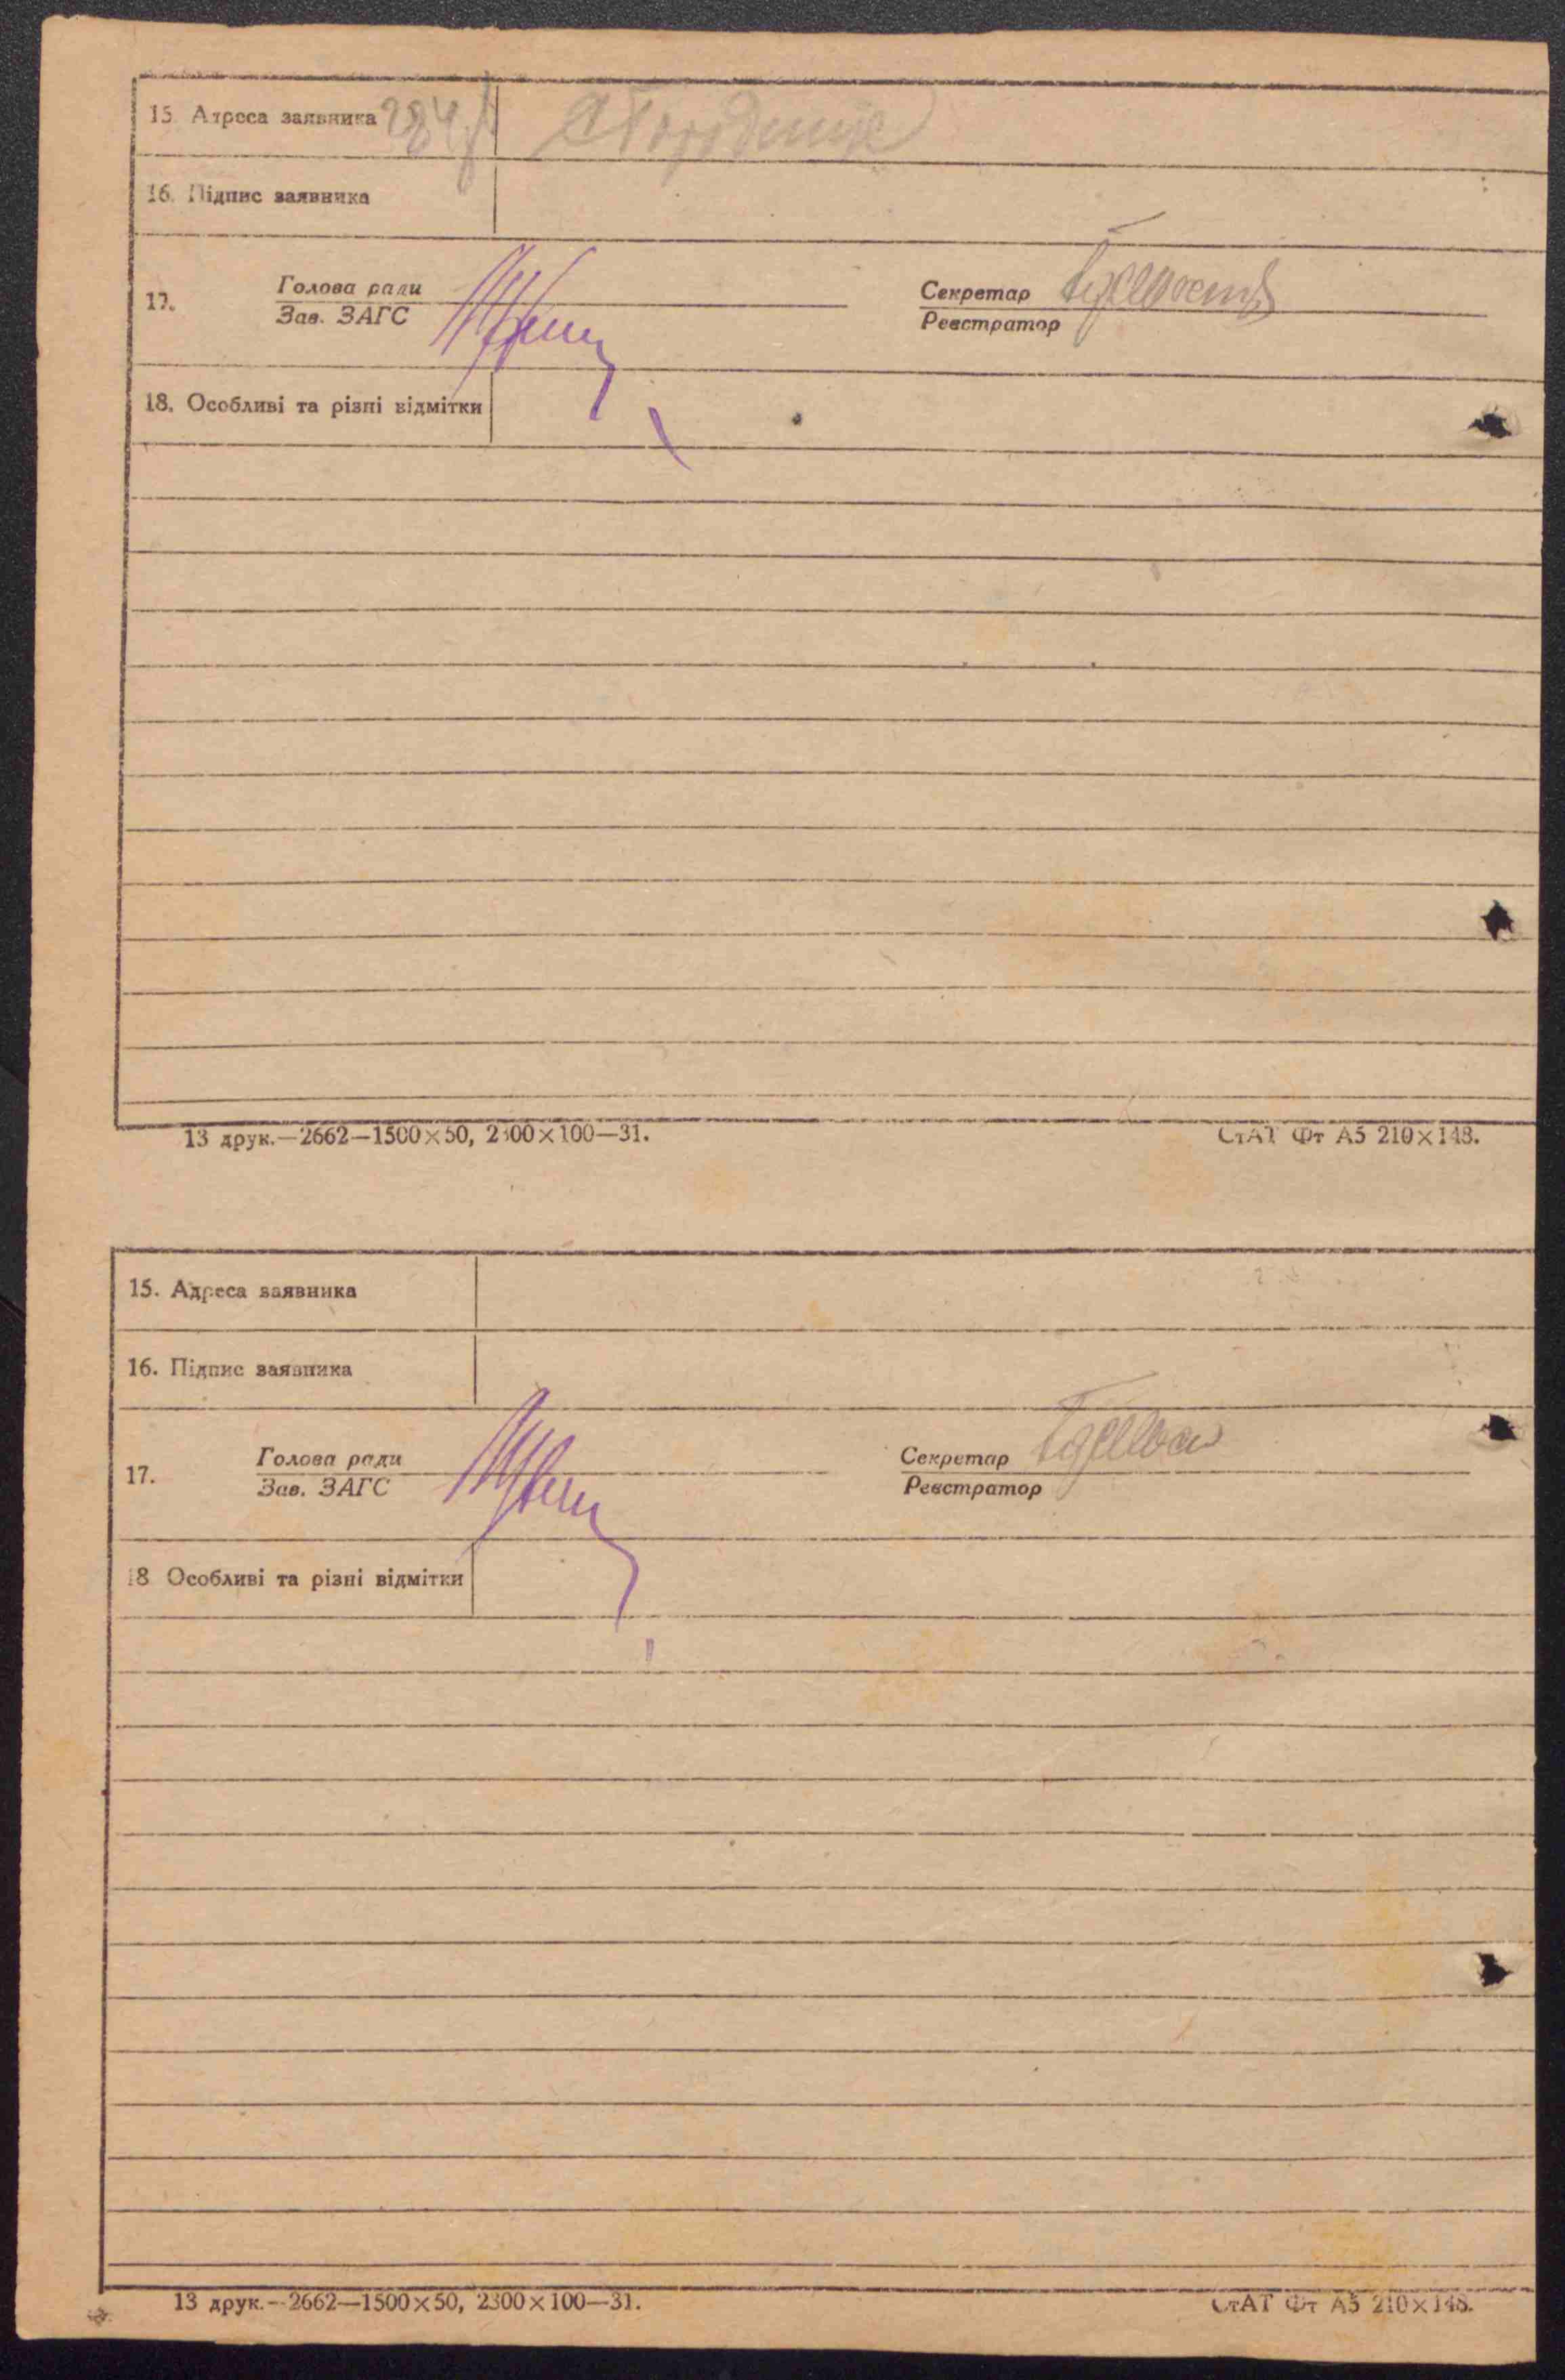 15. Адреса заявника
с Городище
16. Підпис заявника
17. Голова ради Секретар
Зав. ЗАГС Реєстратор
18. Особливі та різні відмітки
13 друк.—2662—1500×50, 2300×100—31. СтАТ Фт А5 210×148.
15. Адреса заявника
16. Підпис заявника
17. Голова ради Секретар
Зав. ЗАГС Реєстратор
18 Особливі та різні відмітки
13 друк.—2662—1500×50, 2300×100—31. СтАТ Фт А5 210×148.